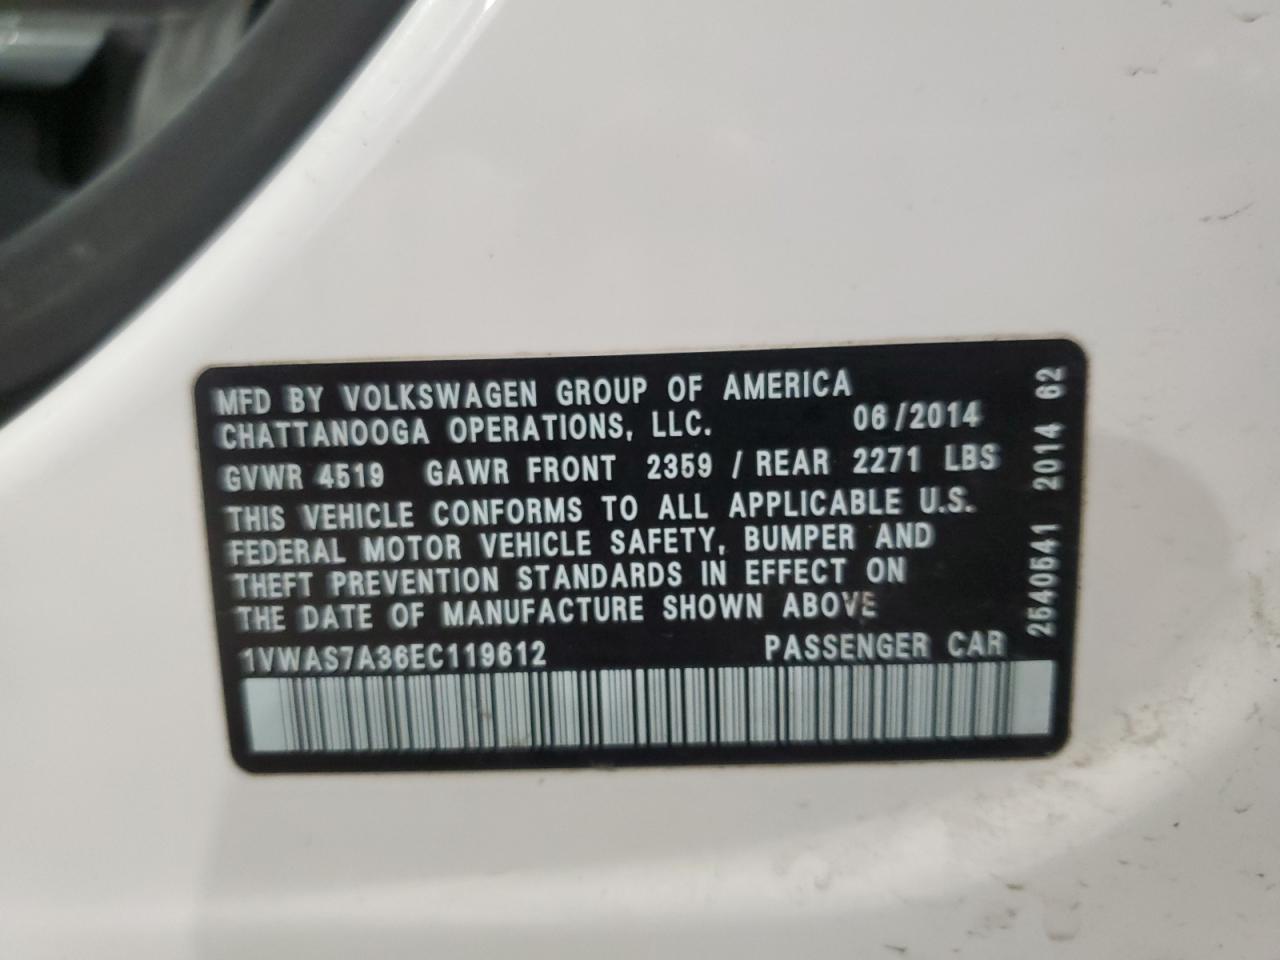 MFD BY VOLKSWAGEN GROUP OF AMERICA
CHATTANOOGA OPERATIONS, LLC. 06/2014
GVWR 4519 GAWR FRONT 2359 / REAR 2271 LBS
THIS VEHICLE CONFORMS TO ALL APPLICABLE U.S.
FEDERAL MOTOR VEHICLE SAFETY, BUMPER AND
THEFT PREVENTION STANDARDS IN EFFECT ON
THE DATE OF MANUFACTURE SHOWN ABOVE
1VWAS7A36EC119612 PASSENGER CAR
2540541 2014 62